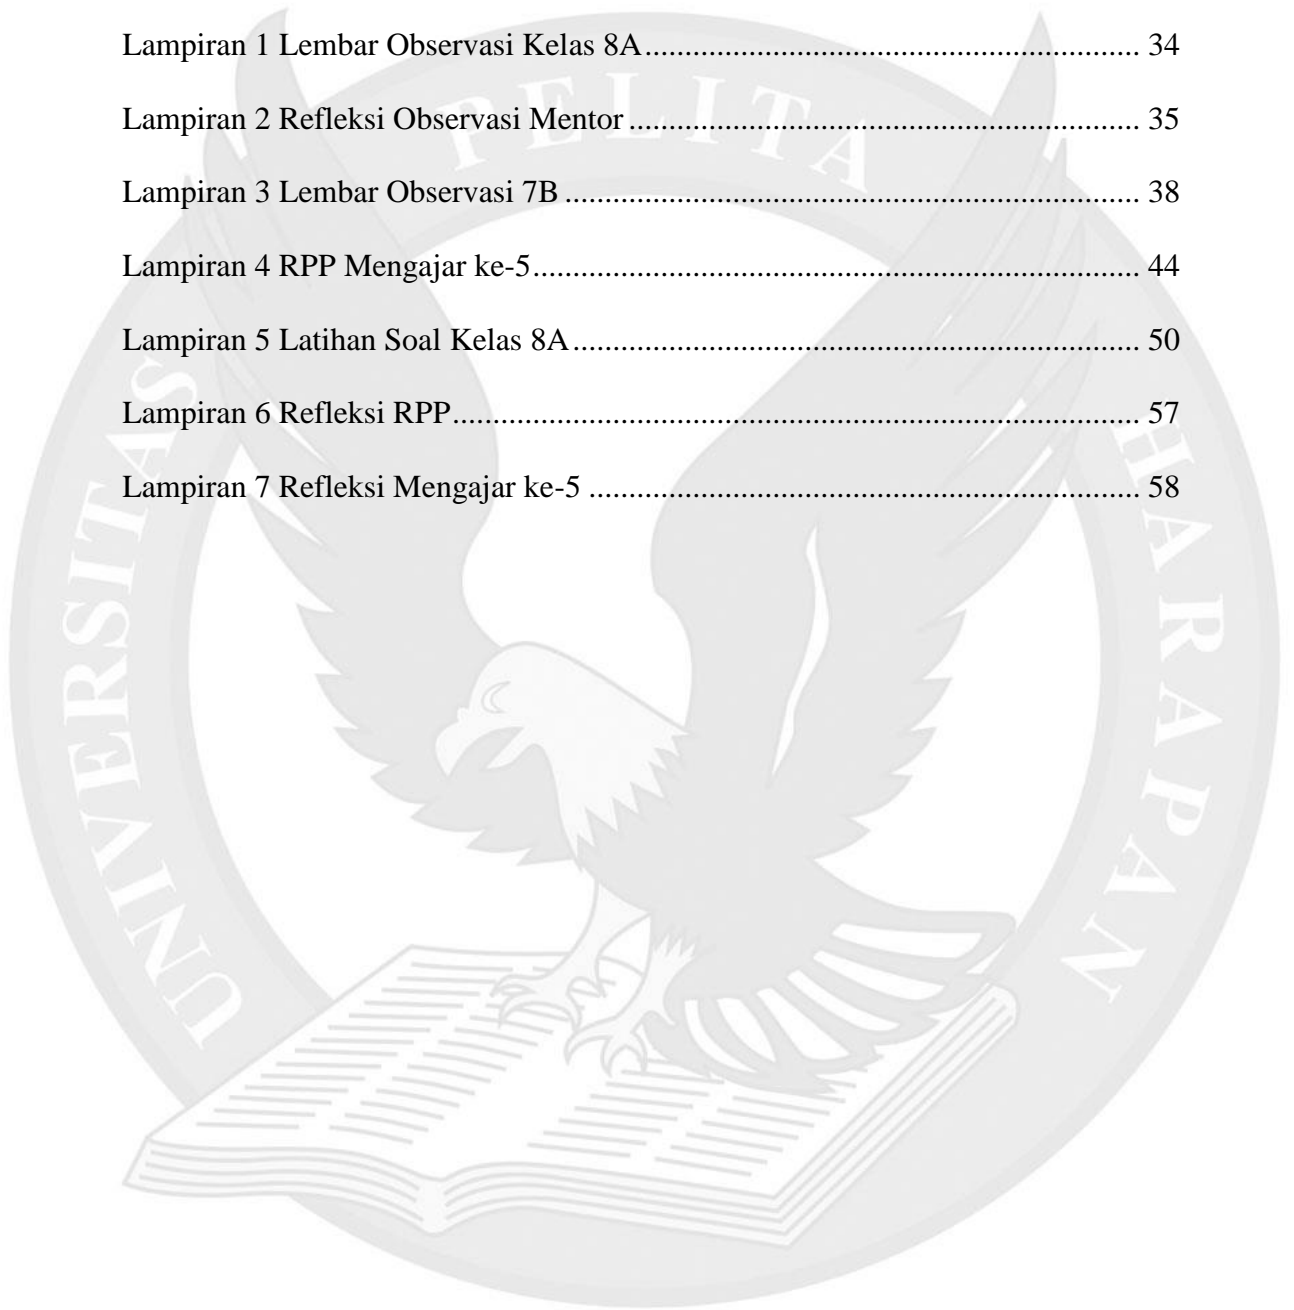 Lampiran 1 Lembar Observasi Kelas 8A............................................................... 34
Lampiran 2 Refleksi Observasi Mentor ................................................................ 35
Lampiran 3 Lembar Observasi 7B ........................................................................ 38
Lampiran 4 RPP Mengajar ke-5............................................................................. 44
Lampiran 5 Latihan Soal Kelas 8A........................................................................ 50
Lampiran 6 Refleksi RPP....................................................................................... 57
Lampiran 7 Refleksi Mengajar ke-5 ...................................................................... 58
UNIVERSITAS PELITA HARAPAN